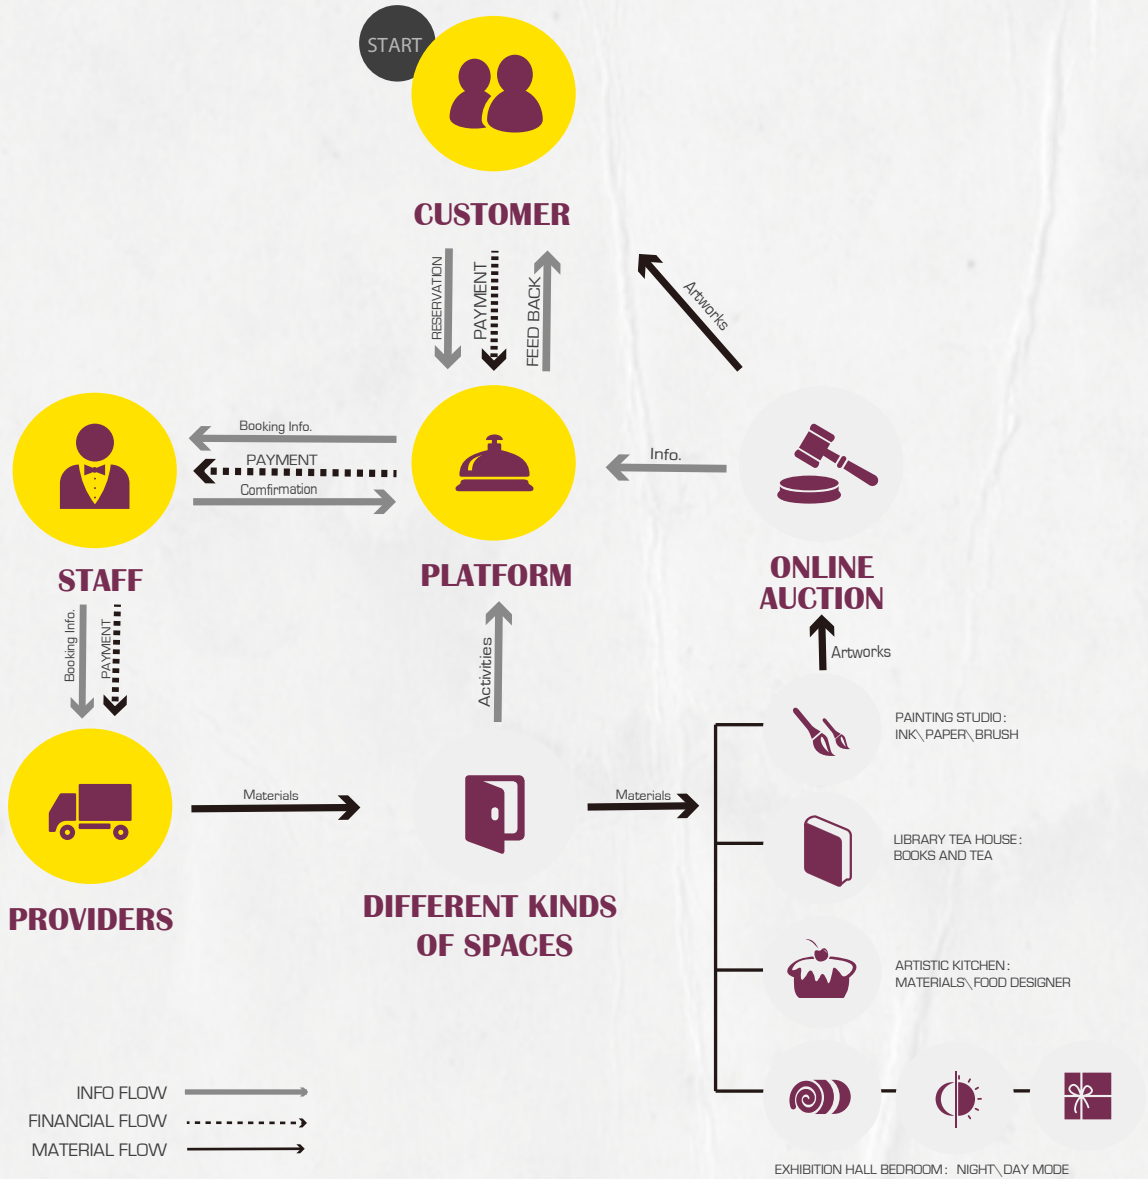 START
CUSTOMER
RESERVATION
PAYMENT
FEED BACK
Artworks
Booking Info.
PAYMENT
Comfirmation
Info.
STAFF
PLATFORM
ONLINE
AUCTION
Booking Info.
PAYMENT
Activities
Artworks
PAINTING STUDIO:
INK\PAPER\BRUSH
Materials
Materials
LIBRARY TEA HOUSE:
BOOKS AND TEA
PROVIDERS
DIFFERENT KINDS
OF SPACES
ARTISTIC KITCHEN:
MATERIALS\FOOD DESIGNER
INFO FLOW
FINANCIAL FLOW
MATERIAL FLOW
EXHIBITION HALL BEDROOM: NIGHT\DAY MODE